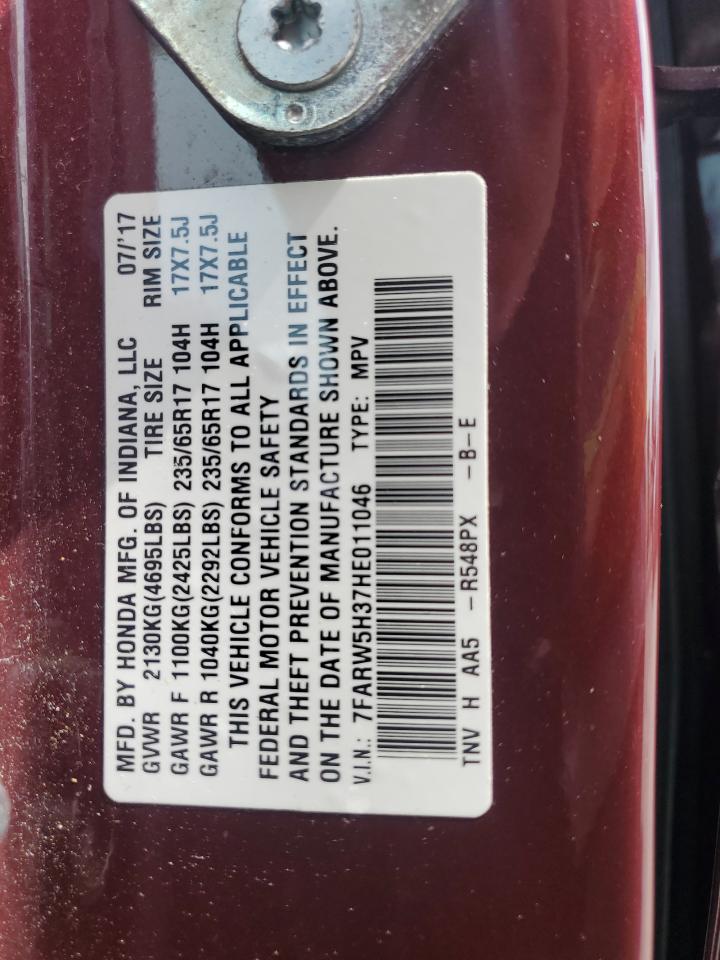 MFD. BY HONDA MFG. OF INDIANA, LLC 07/'17
GVWR 2130KG(4695LBS) TIRE SIZE RIM SIZE
GAWR F 1100KG(2425LBS) 235/65R17 104H 17X7.5J
GAWR R 1040KG(2292LBS) 235/65R17 104H 17X7.5J
THIS VEHICLE CONFORMS TO ALL APPLICABLE
FEDERAL MOTOR VEHICLE SAFETY
AND THEFT PREVENTION STANDARDS IN EFFECT
ON THE DATE OF MANUFACTURE SHOWN ABOVE.
V.I.N.: 7FARW5H37HE011046 TYPE: MPV
TNV H AA5 -R548PX -B-E